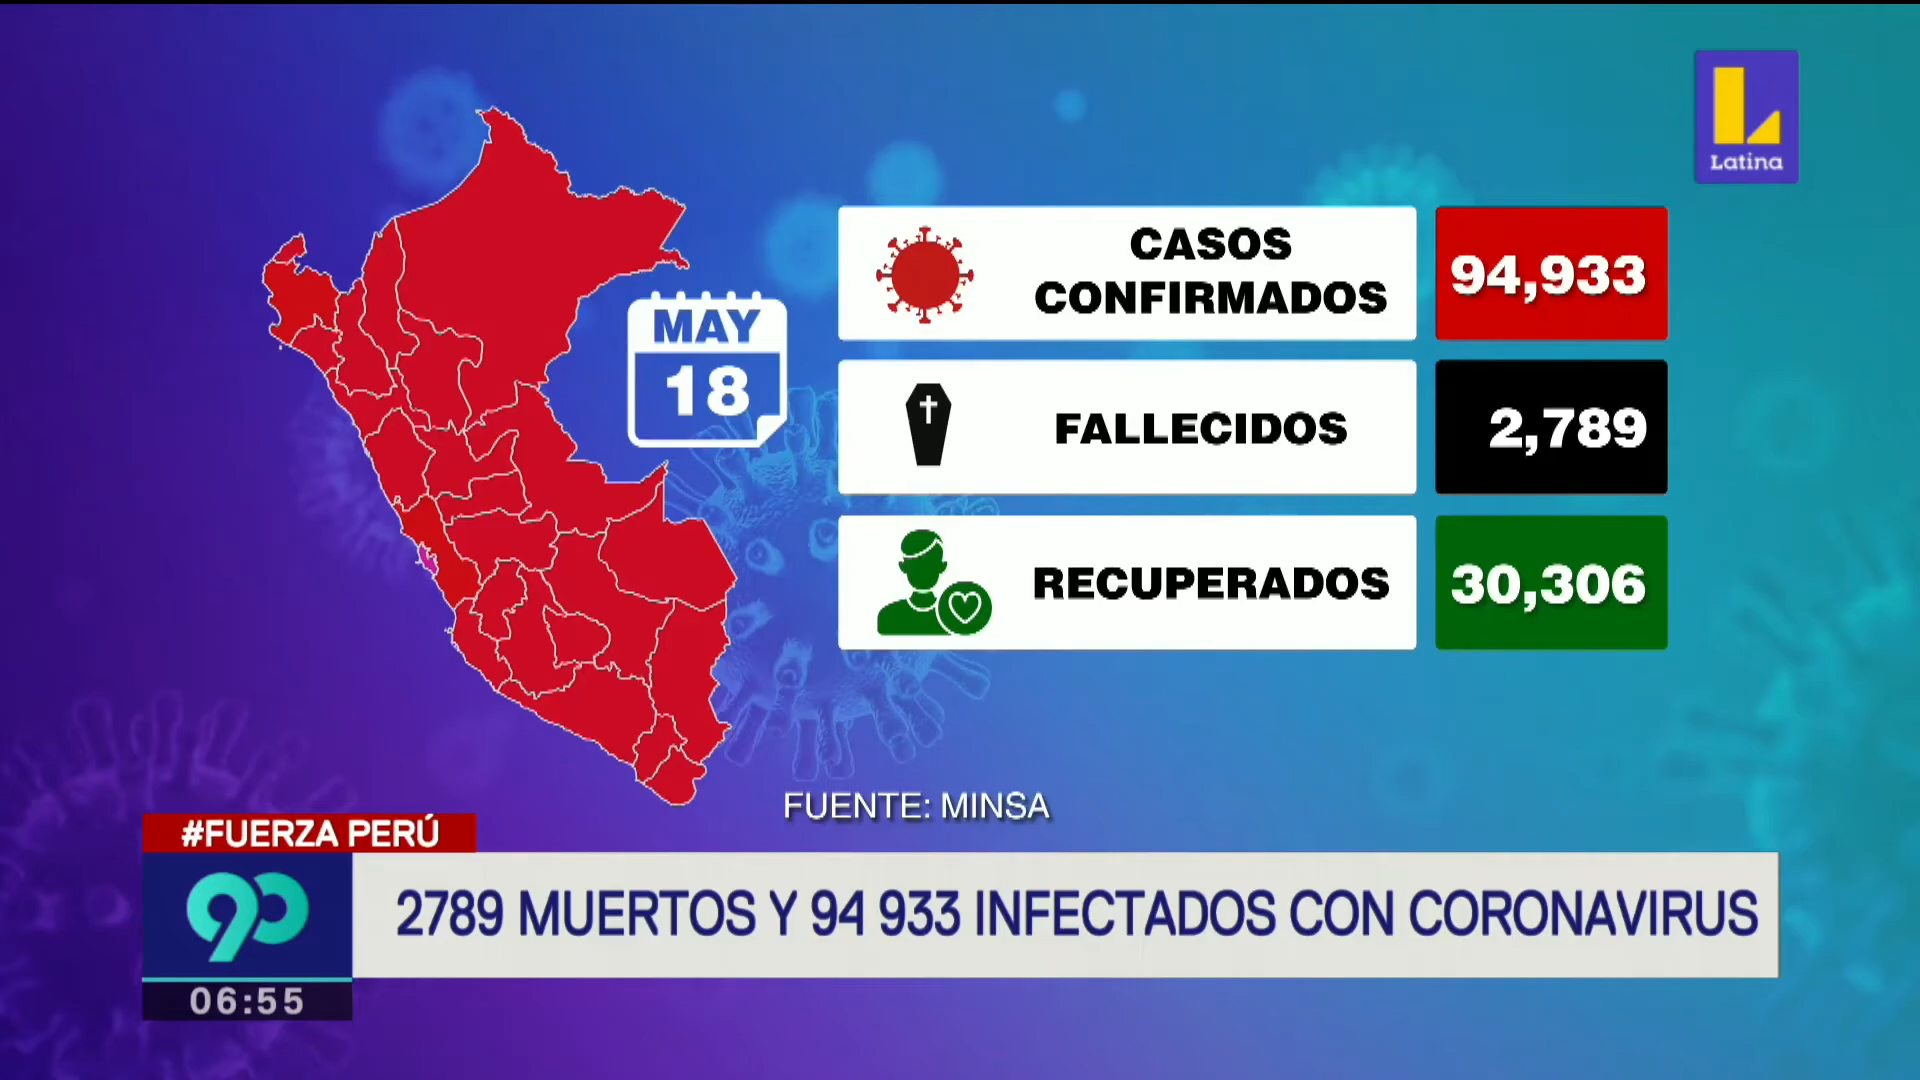 Latina
MAY
18
CASOS
CONFIRMADOS
94,933
FALLECIDOS
2,789
RECUPERADOS
30,306
FUENTE: MINSA
#FUERZA PERÚ
90
2789 MUERTOS Y 94 933 INFECTADOS CON CORONAVIRUS
06:55